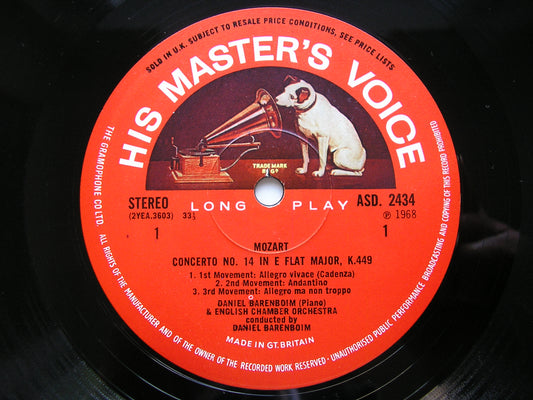 SOLD IN U.K. SUBJECT TO RESALE PRICE CONDITIONS, SEE PRICE LISTS
HIS MASTER'S VOICE
TRADE MARK
REGD
STEREO
(2YEA.3603) 33⅓
1
LONG PLAY
ASD. 2434
℗ 1968
1
MOZART
CONCERTO NO. 14 IN E FLAT MAJOR, K.449
1. 1st Movement: Allegro vivace (Cadenza)
2. 2nd Movement: Andantino
3. 3rd Movement: Allegro ma non troppo
DANIEL BARENBOIM (Piano)
& ENGLISH CHAMBER ORCHESTRA
conducted by
DANIEL BARENBOIM
MADE IN GT. BRITAIN
THE GRAMOPHONE CO. LTD. ALL RIGHTS OF THE MANUFACTURER AND OF THE OWNER OF THE RECORDED WORK RESERVED · UNAUTHORISED PUBLIC PERFORMANCE BROADCASTING AND COPYING OF THIS RECORD PROHIBITED